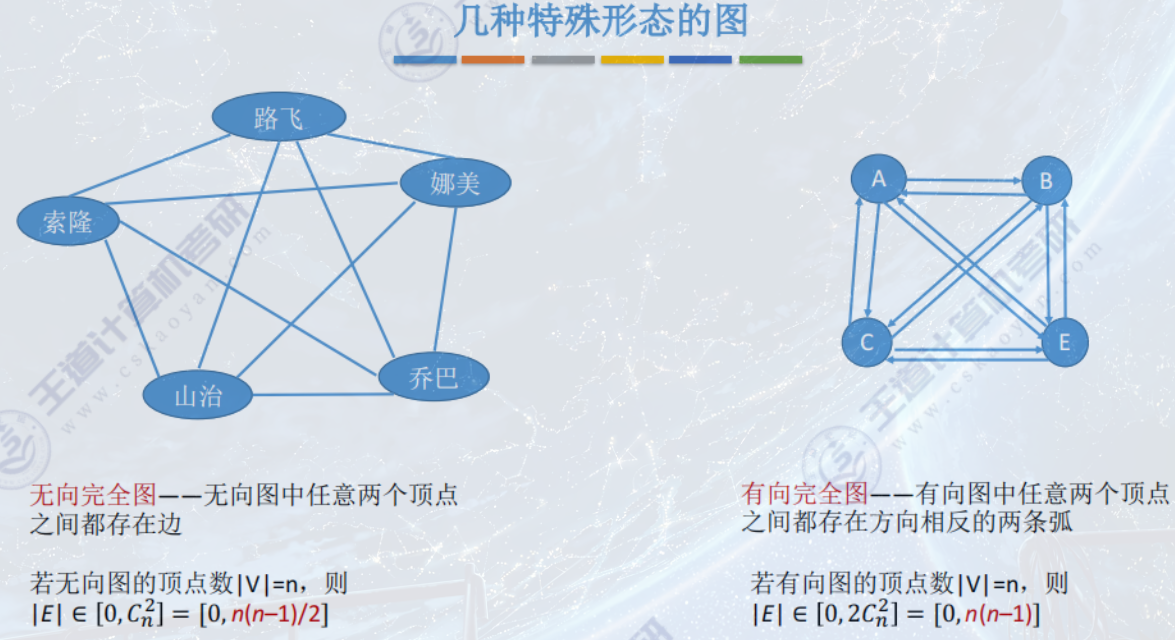 几种特殊形态的图
路飞
娜美
索隆
山治
乔巴
A
B
C
E
无向完全图——无向图中任意两个顶点
之间都存在边
若无向图的顶点数|V|=n，则
|E| ∈ [0, C_n^2] = [0, n(n–1)/2]
有向完全图——有向图中任意两个顶点
之间都存在方向相反的两条弧
若有向图的顶点数|V|=n，则
|E| ∈ [0, 2C_n^2] = [0, n(n–1)]
王道计算机考研
www.cskaoyan.com
王道计算机考研
www.cskaoyan.com